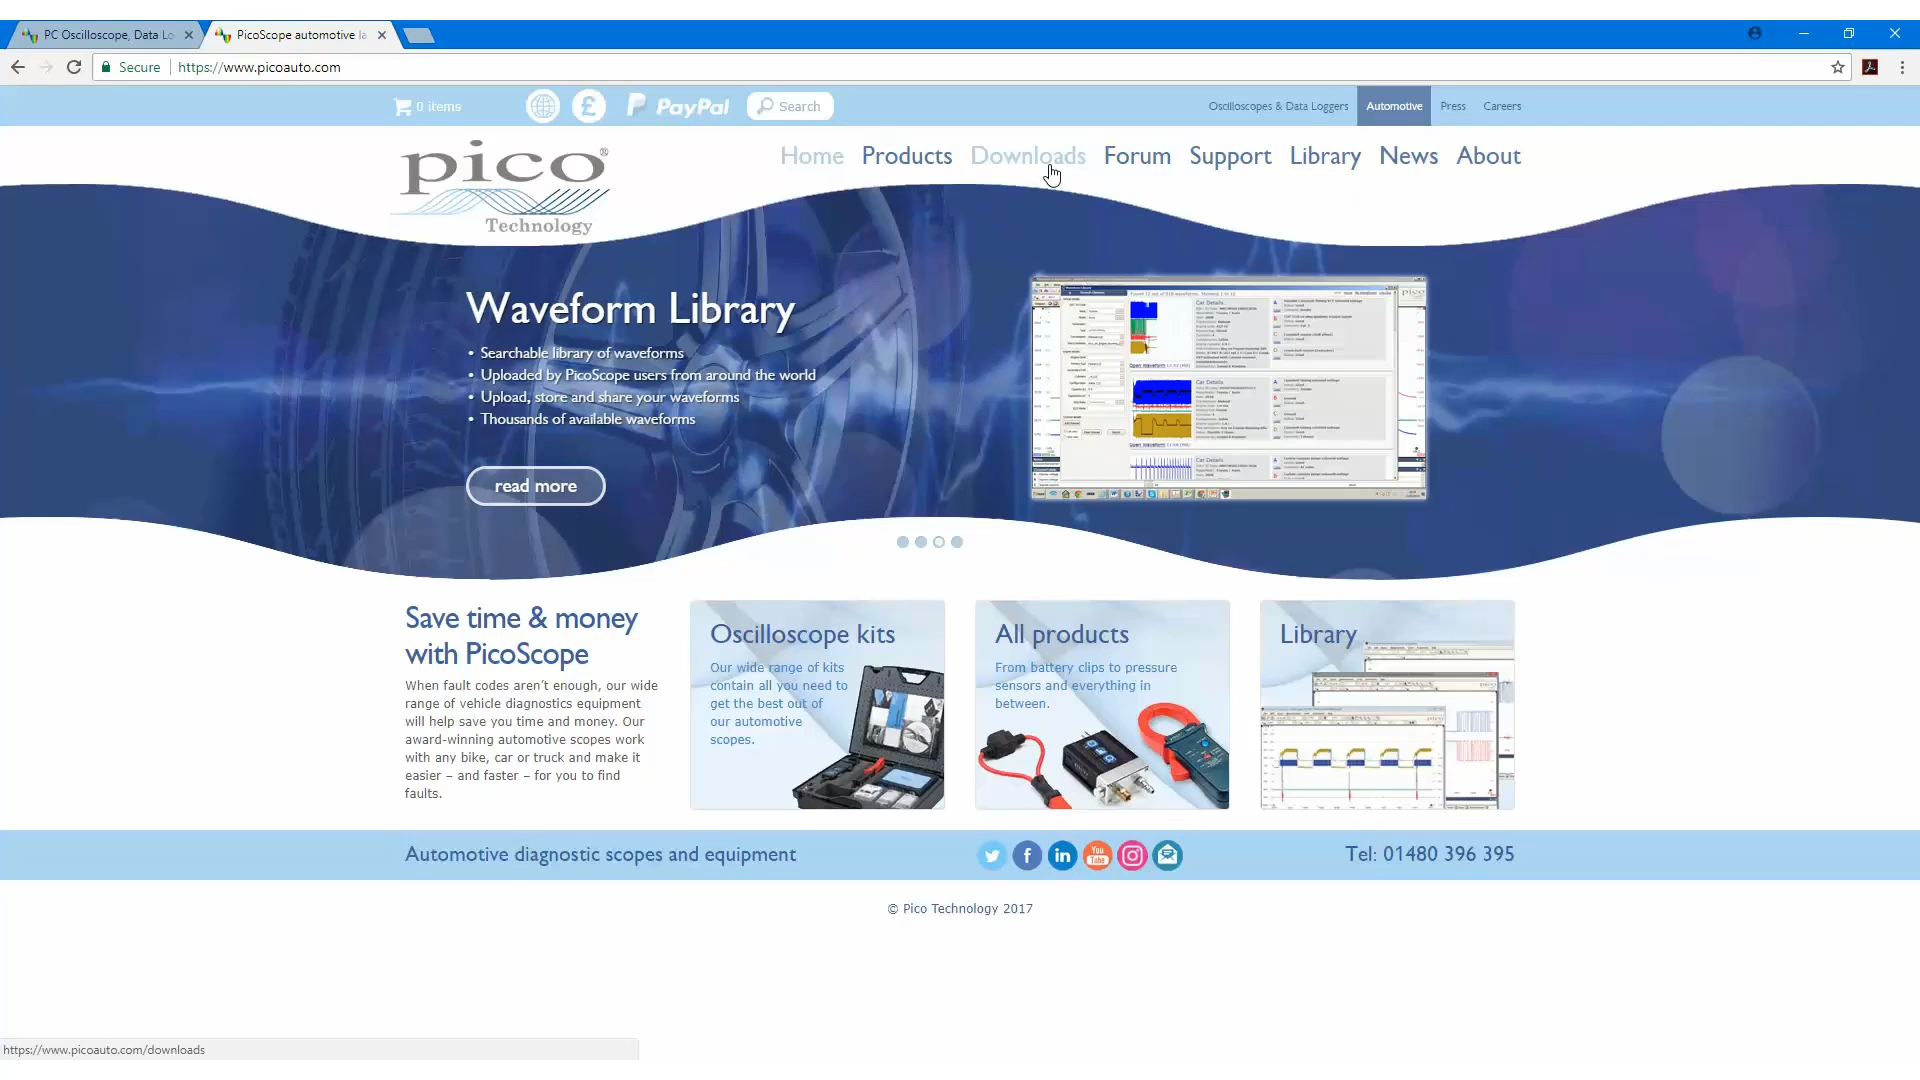 PC Oscilloscope, Data Lo
PicoScope automotive la
Secure https://www.picoauto.com
0 items PayPal Search Oscilloscopes & Data Loggers Automotive Press Careers
pico®
Technology
Home Products Downloads Forum Support Library News About
Waveform Library
• Searchable library of waveforms
• Uploaded by PicoScope users from around the world
• Upload, store and share your waveforms
• Thousands of available waveforms
read more
Save time & money
with PicoScope
When fault codes aren’t enough, our wide
range of vehicle diagnostics equipment
will help save you time and money. Our
award-winning automotive scopes work
with any bike, car or truck and make it
easier – and faster – for you to find
faults.
Oscilloscope kits
Our wide range of kits
contain all you need to
get the best out of
our automotive
scopes.
All products
From battery clips to pressure
sensors and everything in
between.
Library
Automotive diagnostic scopes and equipment
You
Tube
Tel: 01480 396 395
© Pico Technology 2017
https://www.picoauto.com/downloads